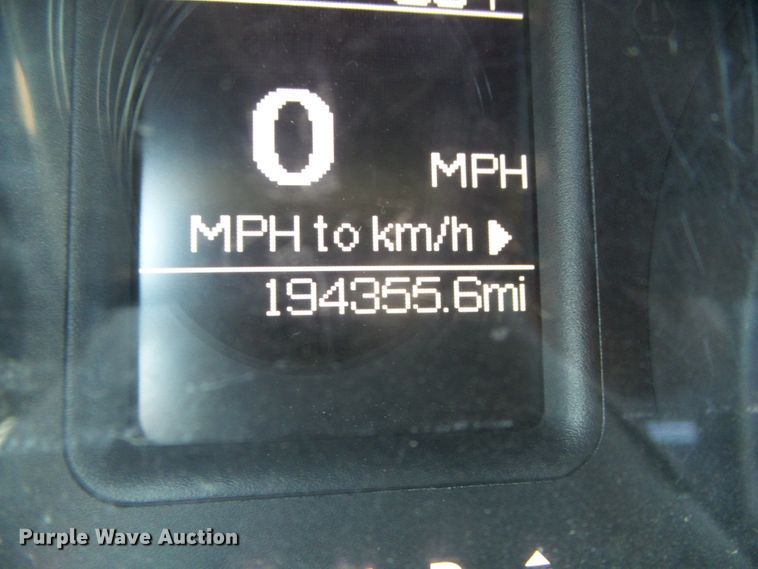 0
MPH
MPH to km/h
194355.6mi
Purple Wave Auction